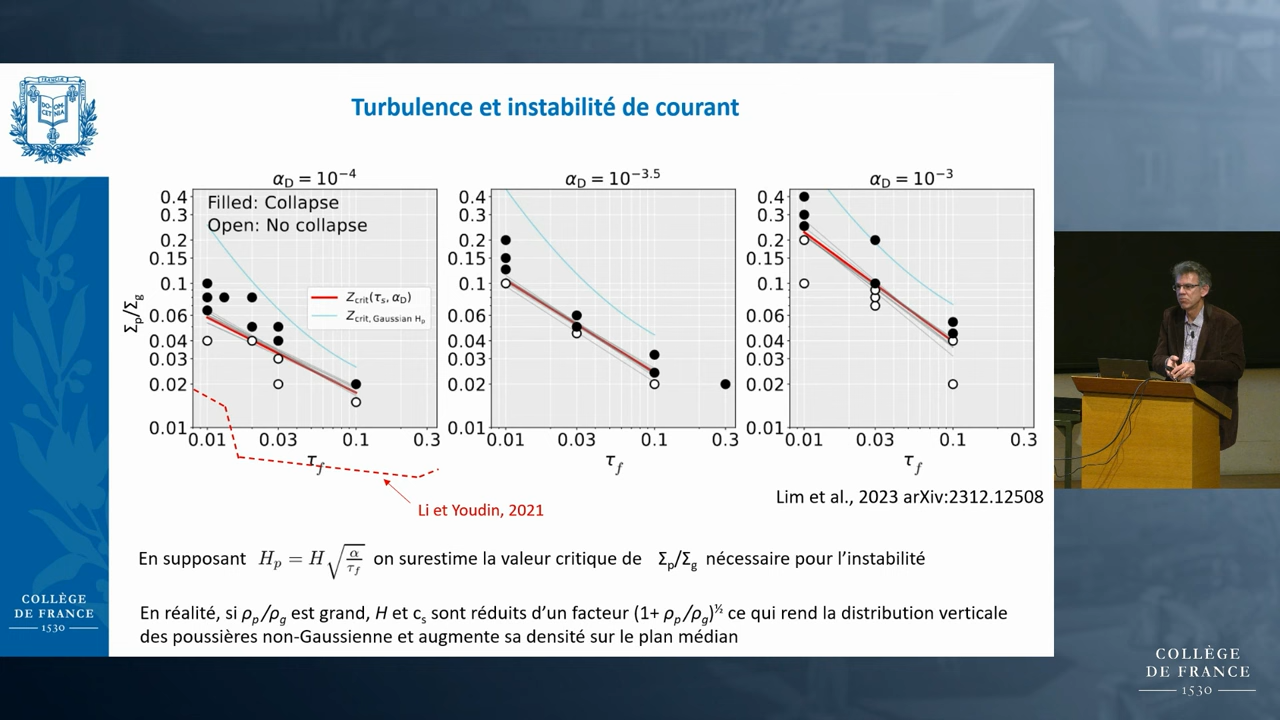 Turbulence et instabilité de courant
α_D = 10^-4
Filled: Collapse
Open: No collapse
Z_crit(τ_s, α_D)
Z_crit, Gaussian H_p
Σ_p/Σ_g
0.4
0.3
0.2
0.15
0.1
0.06
0.04
0.03
0.02
0.01
0.01 0.03 0.1 0.3
τ_f
α_D = 10^-3.5
0.4
0.3
0.2
0.15
0.1
0.06
0.04
0.03
0.02
0.01
0.01 0.03 0.1 0.3
τ_f
α_D = 10^-3
0.4
0.3
0.2
0.15
0.1
0.06
0.04
0.03
0.02
0.01
0.01 0.03 0.1 0.3
τ_f
Li et Youdin, 2021
Lim et al., 2023 arXiv:2312.12508
En supposant H_p = H√(α/τ_f) on surestime la valeur critique de Σ_p/Σ_g nécessaire pour l'instabilité
En réalité, si ρ_p/ρ_g est grand, H et c_s sont réduits d'un facteur (1+ ρ_p/ρ_g)^½ ce qui rend la distribution verticale
des poussières non-Gaussienne et augmente sa densité sur le plan médian
COLLÈGE
DE FRANCE
1530
COLLÈGE
DE FRANCE
1530